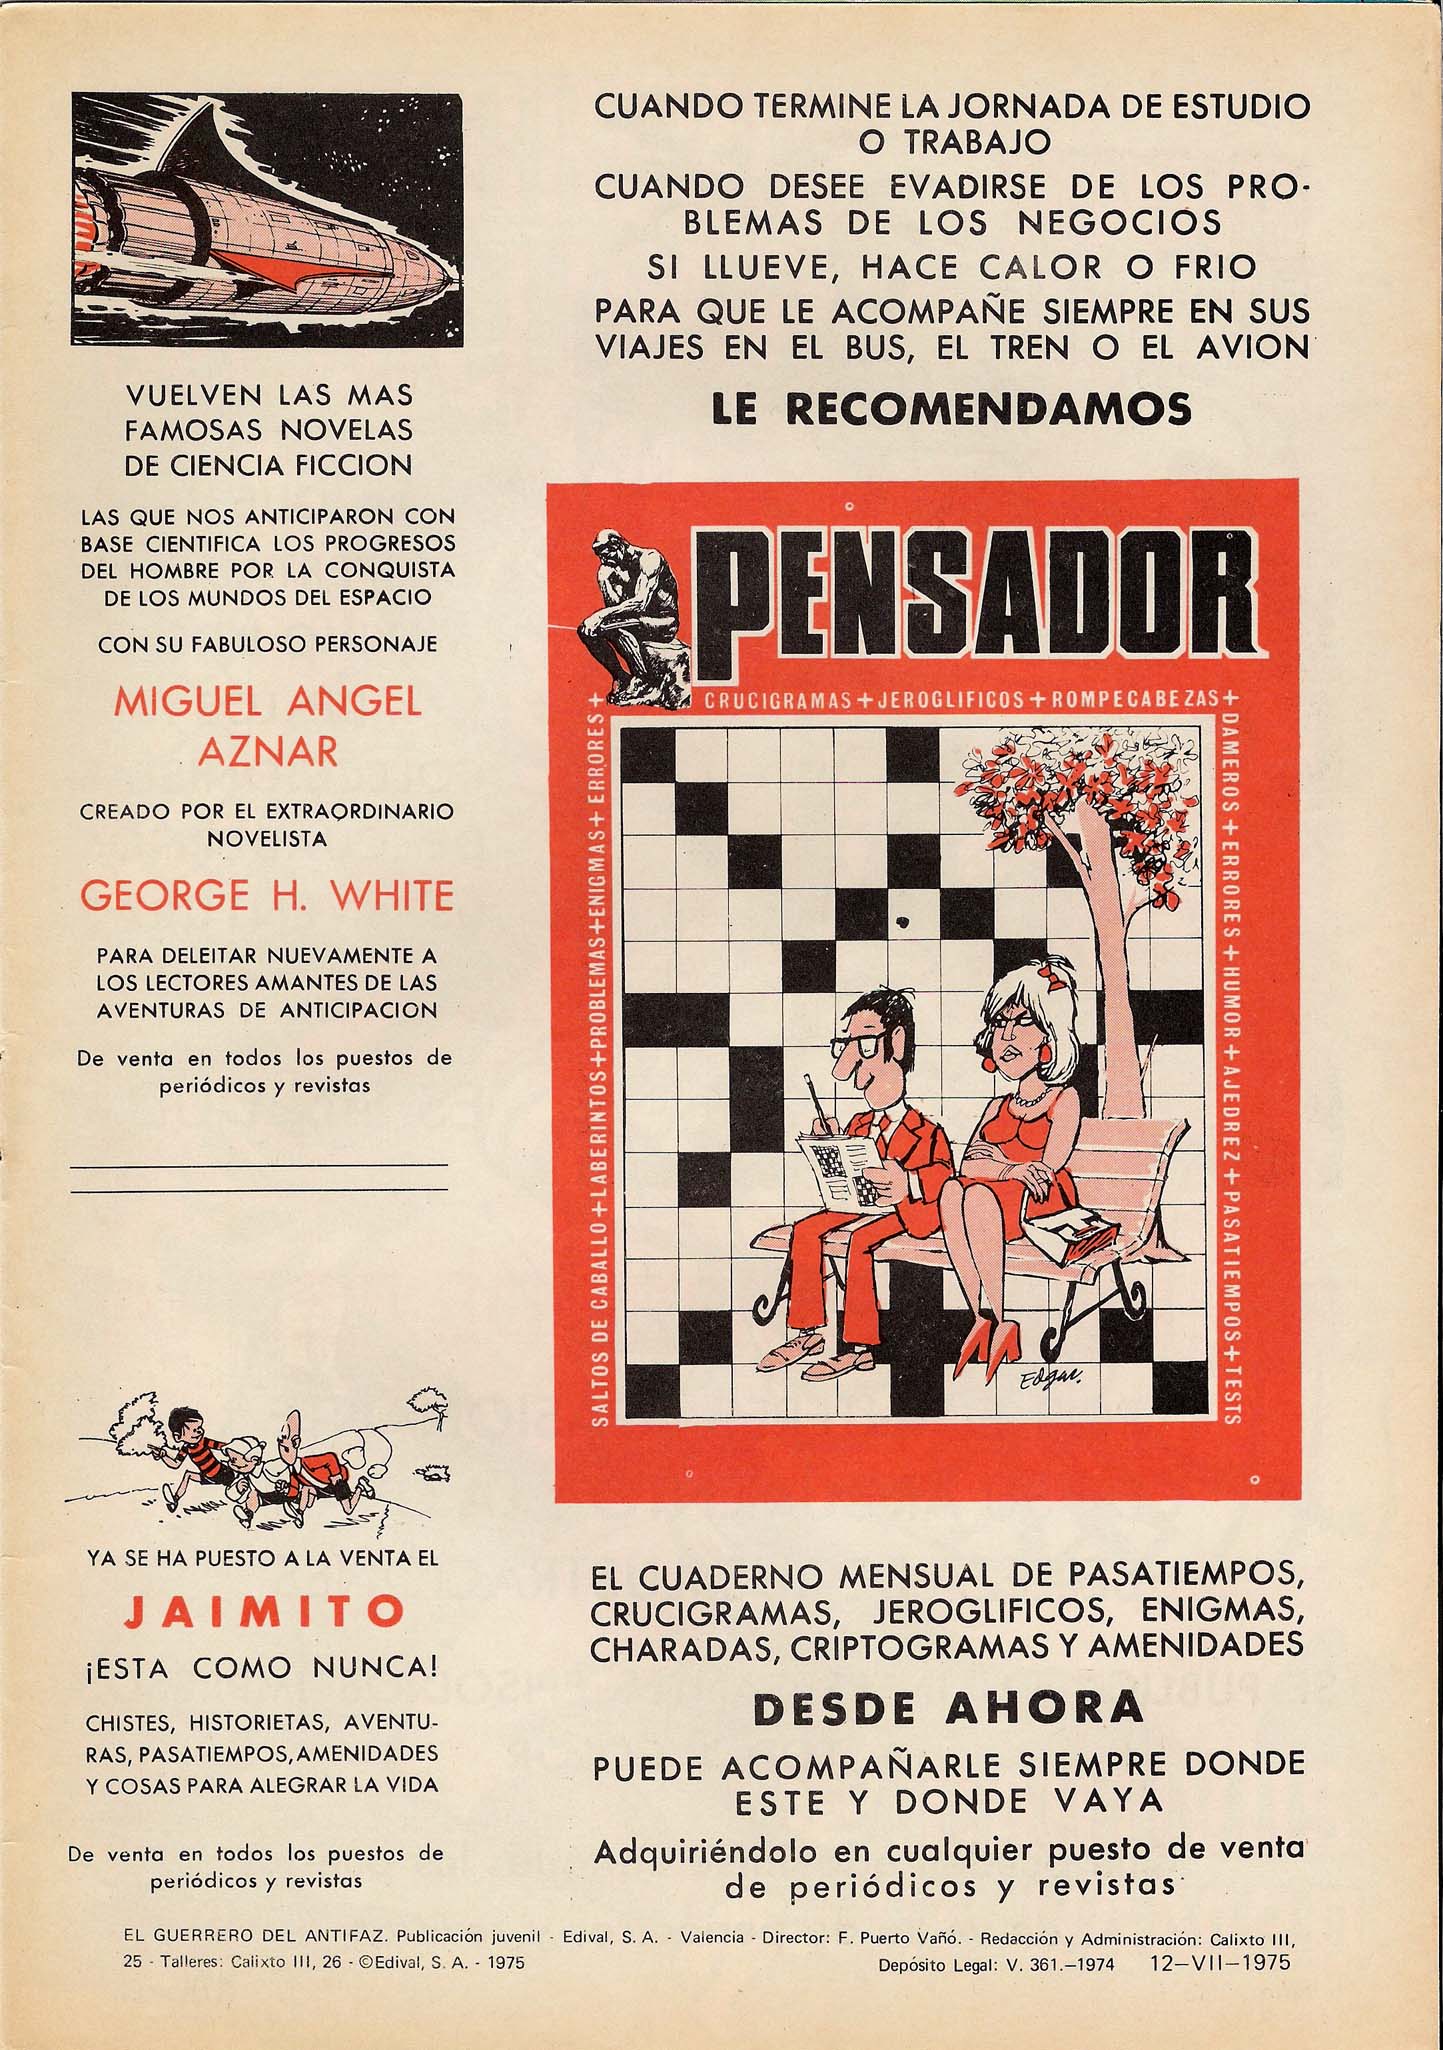 VUELVEN LAS MAS
FAMOSAS NOVELAS
DE CIENCIA FICCION
LAS QUE NOS ANTICIPARON CON
BASE CIENTIFICA LOS PROGRESOS
DEL HOMBRE POR LA CONQUISTA
DE LOS MUNDOS DEL ESPACIO
CON SU FABULOSO PERSONAJE
MIGUEL ANGEL
AZNAR
CREADO POR EL EXTRAORDINARIO
NOVELISTA
GEORGE H. WHITE
PARA DELEITAR NUEVAMENTE A
LOS LECTORES AMANTES DE LAS
AVENTURAS DE ANTICIPACION
De venta en todos los puestos de
periódicos y revistas
YA SE HA PUESTO A LA VENTA EL
JAIMITO
¡ESTA COMO NUNCA!
CHISTES, HISTORIETAS, AVENTU-
RAS, PASATIEMPOS, AMENIDADES
Y COSAS PARA ALEGRAR LA VIDA
De venta en todos los puestos de
periódicos y revistas
CUANDO TERMINE LA JORNADA DE ESTUDIO
O TRABAJO
CUANDO DESEE EVADIRSE DE LOS PRO-
BLEMAS DE LOS NEGOCIOS
SI LLUEVE, HACE CALOR O FRIO
PARA QUE LE ACOMPAÑE SIEMPRE EN SUS
VIAJES EN EL BUS, EL TREN O EL AVION
LE RECOMENDAMOS
PENSADOR
SALTOS DE CABALLO+LABERINTOS+PROBLEMAS+ENIGMAS+ERRORES+
CRUCIGRAMAS+JEROGLIFICOS+ROMPECABEZAS+
DAMEROS+ERRORES+HUMOR+AJEDREZ+PASATIEMPOS+TESTS
Edgar.
EL CUADERNO MENSUAL DE PASATIEMPOS,
CRUCIGRAMAS, JEROGLIFICOS, ENIGMAS,
CHARADAS, CRIPTOGRAMAS Y AMENIDADES
DESDE AHORA
PUEDE ACOMPAÑARLE SIEMPRE DONDE
ESTE Y DONDE VAYA
Adquiriéndolo en cualquier puesto de venta
de periódicos y revistas
EL GUERRERO DEL ANTIFAZ. Publicación juvenil - Edival, S. A. - Valencia - Director: F. Puerto Vañó. - Redacción y Administración: Calixto III,
25 - Talleres: Calixto III, 26 - ©Edival, S. A. - 1975 Depósito Legal: V. 361.—1974 12—VII—1975